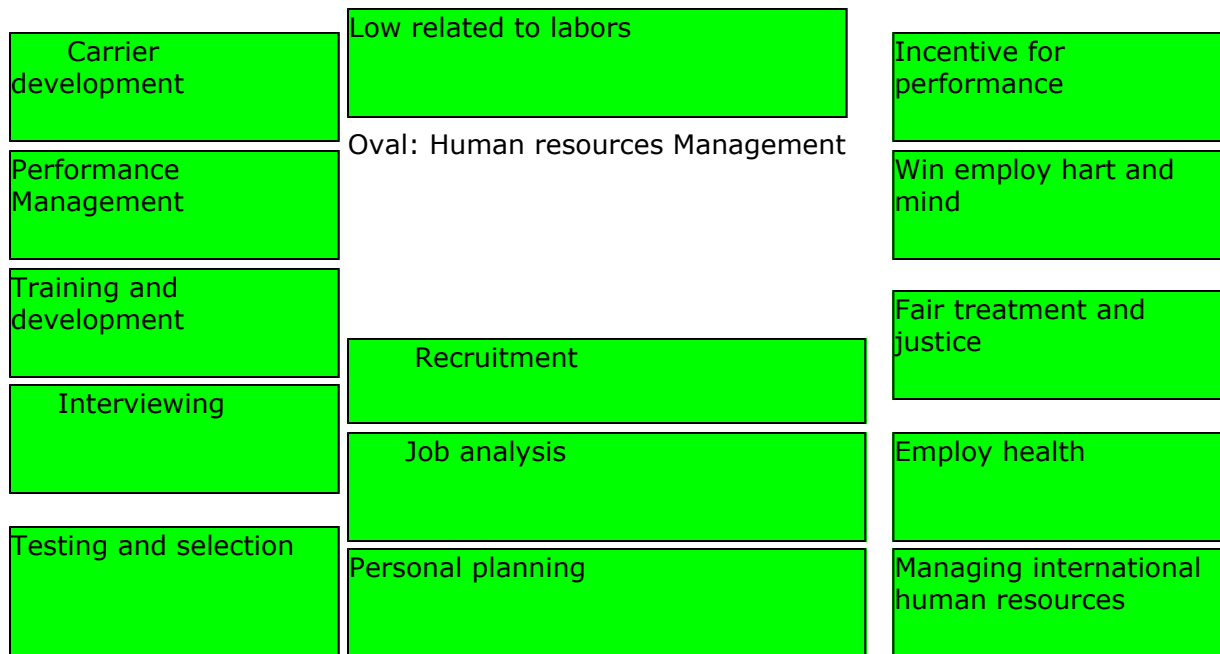 Carrier
development
Performance
Management
Training and
development
Interviewing
Testing and selection
Low related to labors
Oval: Human resources Management
Recruitment
Job analysis
Personal planning
Incentive for
performance
Win employ hart and
mind
Fair treatment and
justice
Employ health
Managing international
human resources